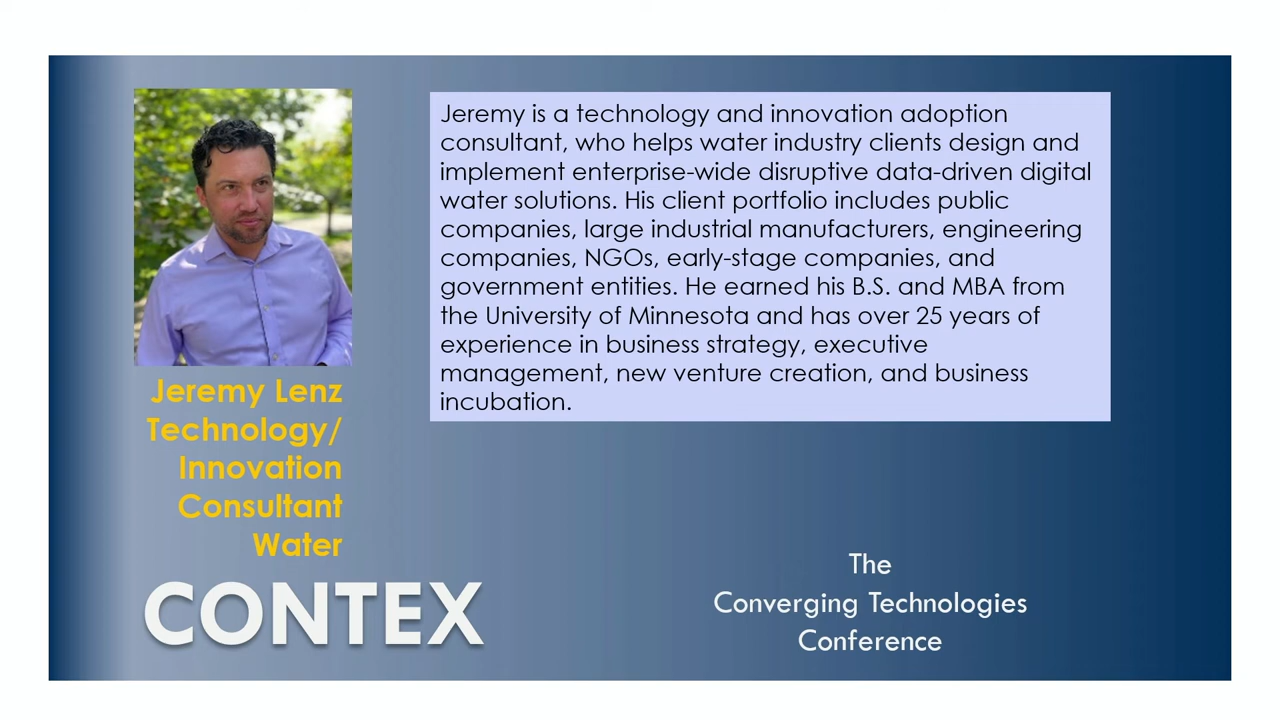 Jeremy is a technology and innovation adoption
consultant, who helps water industry clients design and
implement enterprise-wide disruptive data-driven digital
water solutions. His client portfolio includes public
companies, large industrial manufacturers, engineering
companies, NGOs, early-stage companies, and
government entities. He earned his B.S. and MBA from
the University of Minnesota and has over 25 years of
experience in business strategy, executive
management, new venture creation, and business
incubation.
Jeremy Lenz
Technology/
Innovation
Consultant
Water
CONTEX
The
Converging Technologies
Conference